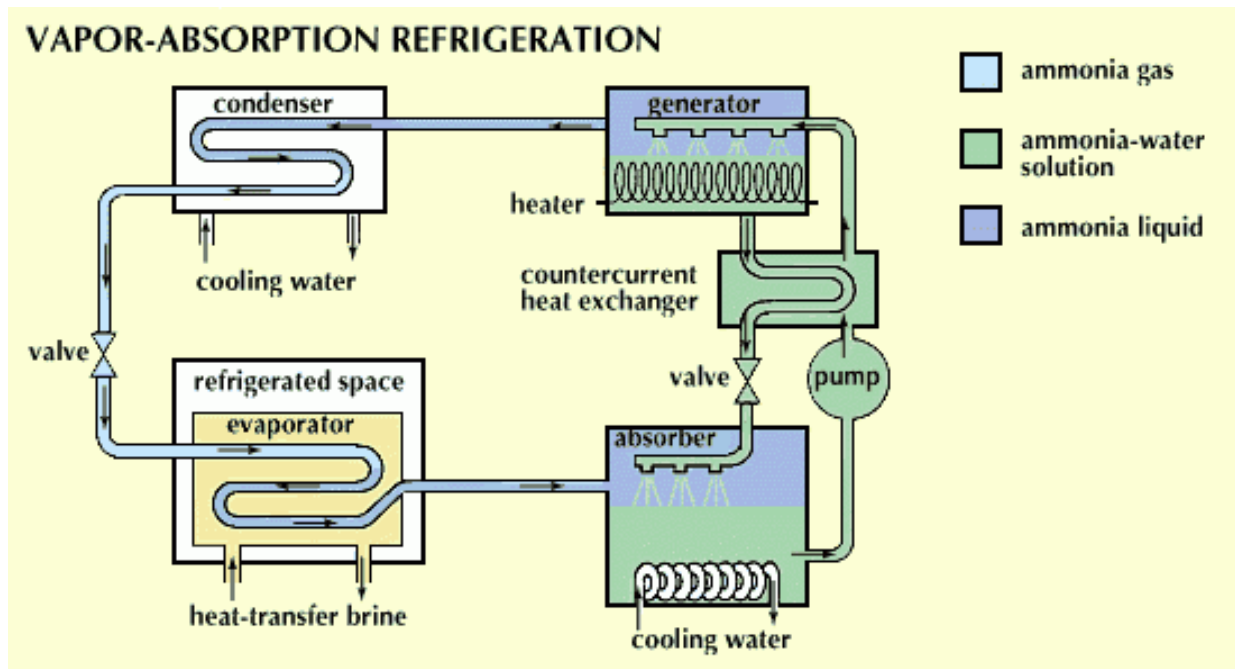 VAPOR-ABSORPTION REFRIGERATION
condenser
generator
ammonia gas
ammonia-water
solution
ammonia liquid
heater
cooling water
countercurrent
heat exchanger
valve
refrigerated space
evaporator
valve
pump
absorber
heat-transfer brine
cooling water